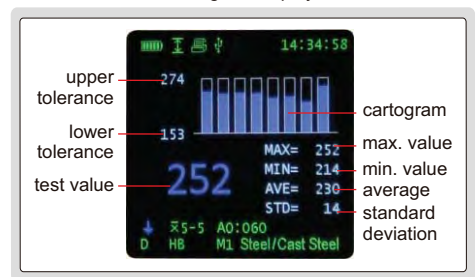 14:34:58
upper
tolerance
274
cartogram
lower
tolerance
153
MAX= 252
max. value
test value
252
MIN= 214
min. value
AVE= 230
average
STD= 14
standard
deviation
x̅5-5 A0:060
D HB M1 Steel/Cast Steel